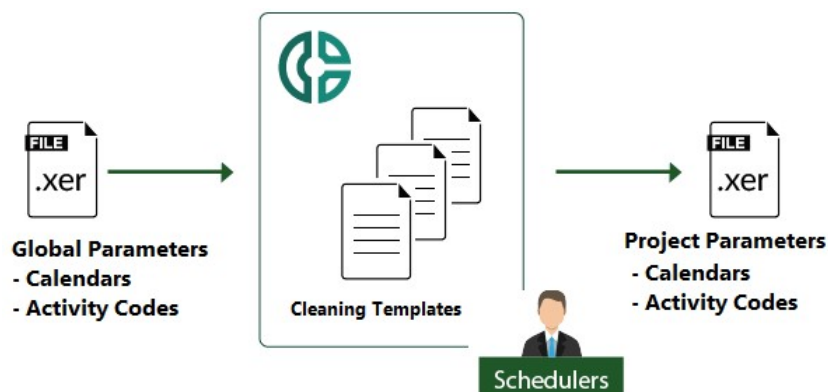 FILE
.xer
Global Parameters
- Calendars
- Activity Codes
Cleaning Templates
FILE
.xer
Project Parameters
- Calendars
- Activity Codes
Schedulers